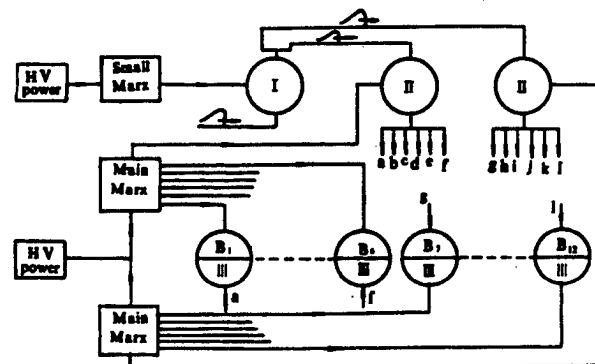 HV
power
Small
Marx
I
II
II
a b c d e f
g h i j k l
Main
Marx
B1
III
B6
III
g
B7
III
l
B12
III
HV
power
a
f
Main
Marx